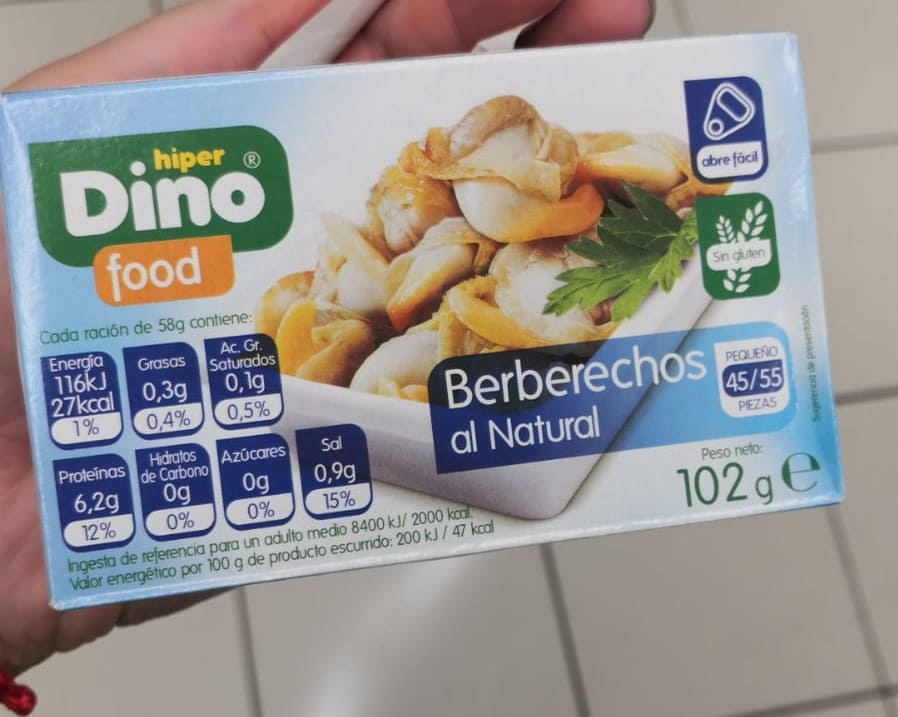 hiper
Dino®
food
abre fácil
Sin gluten
Cada ración de 58g contiene:
Energía
116kJ
27kcal
1%
Grasas
0,3g
0,4%
Ac. Gr.
Saturados
0,1g
0,5%
Proteínas
6,2g
12%
Hidratos
de Carbono
0g
0%
Azúcares
0g
0%
Sal
0,9g
15%
Ingesta de referencia para un adulto medio 8400 kJ/ 2000 kcal.
Valor energético por 100 g de producto escurrido: 200 kJ / 47 kcal
Berberechos
al Natural
PEQUEÑO
45/55
PIEZAS
Peso neto:
102 g e
Sugerencia de presentación